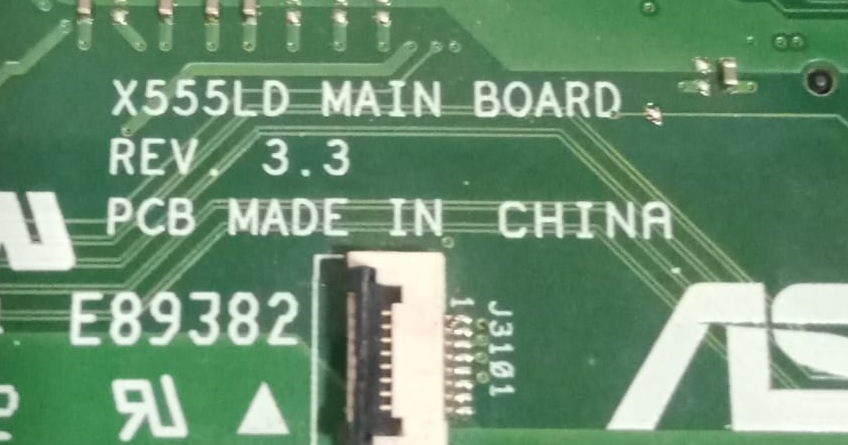 X555LD MAIN BOARD
REV. 3.3
PCB MADE IN CHINA
E89382
1
J3101